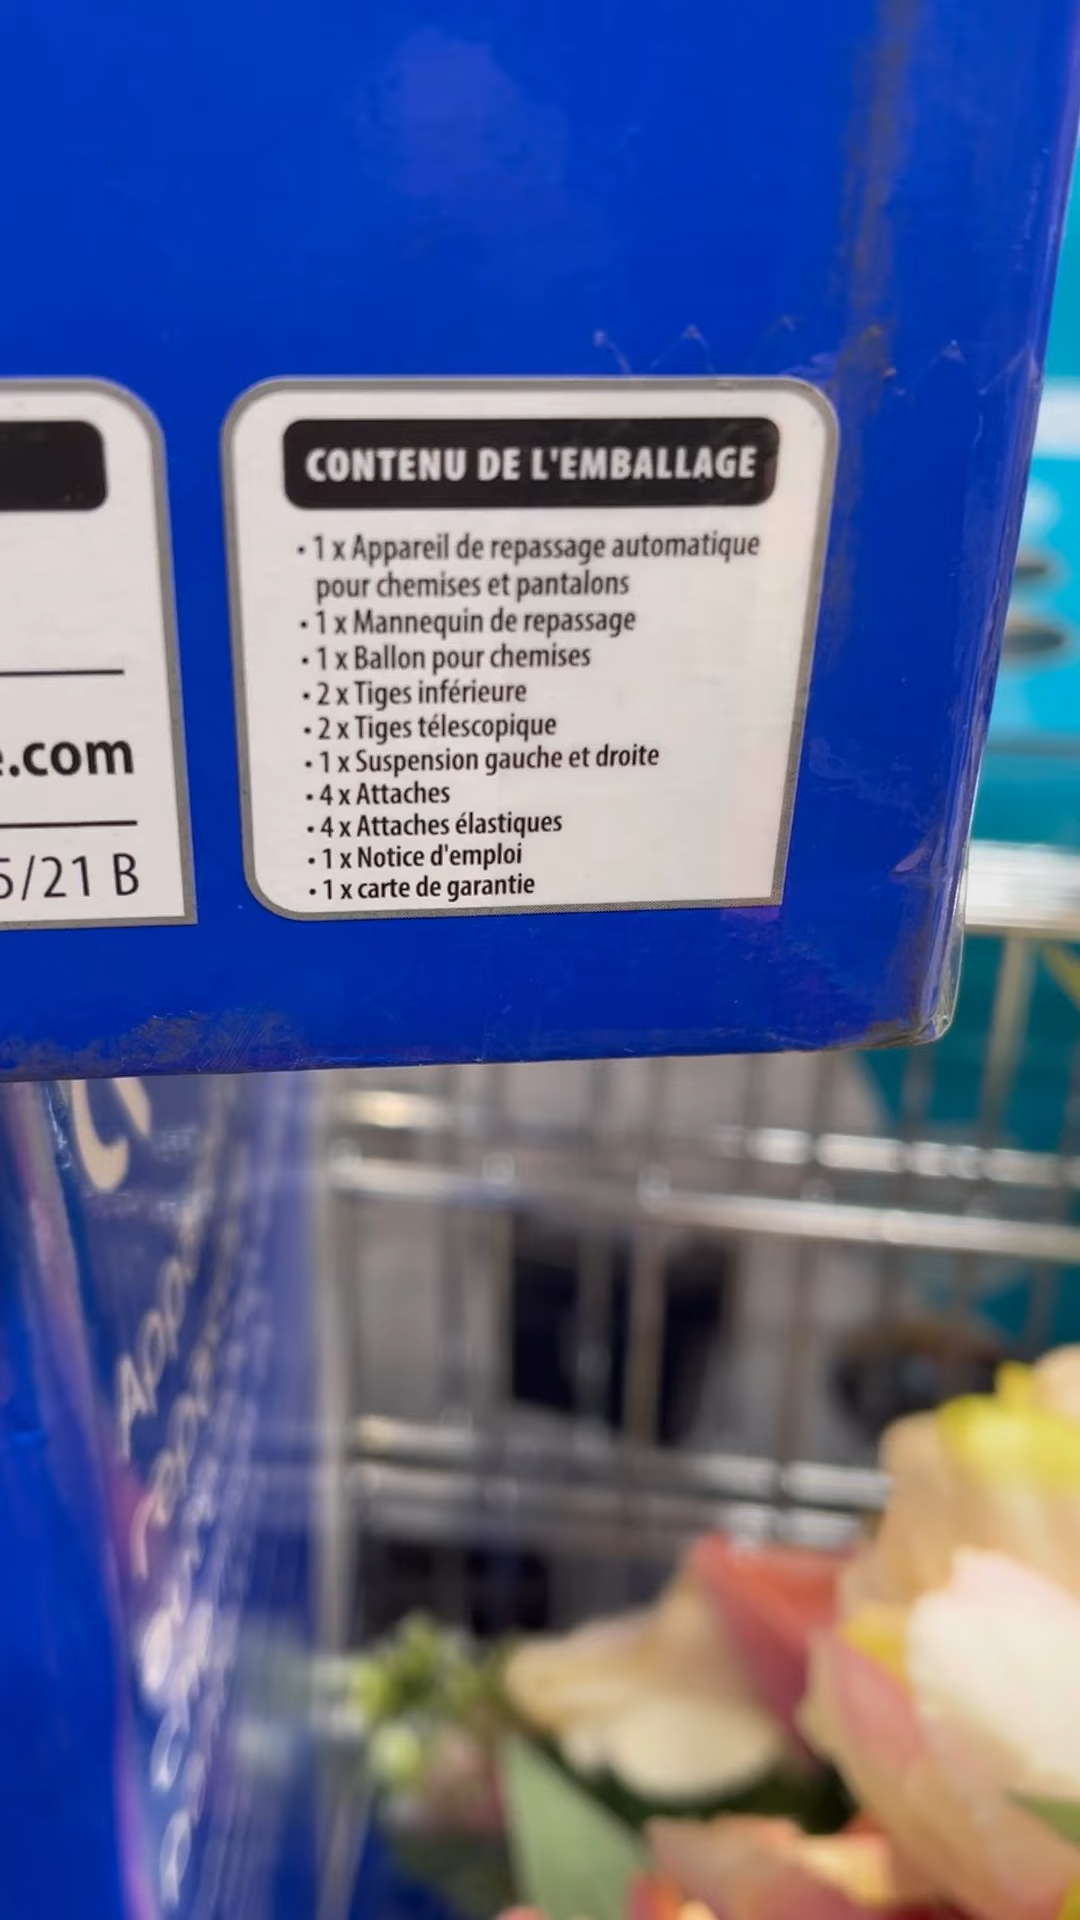 CONTENU DE L'EMBALLAGE
• 1 x Appareil de repassage automatique
pour chemises et pantalons
• 1 x Mannequin de repassage
• 1 x Ballon pour chemises
• 2 x Tiges inférieure
• 2 x Tiges télescopique
• 1 x Suspension gauche et droite
• 4 x Attaches
• 4 x Attaches élastiques
• 1 x Notice d'emploi
• 1 x carte de garantie
.com
5/21 B